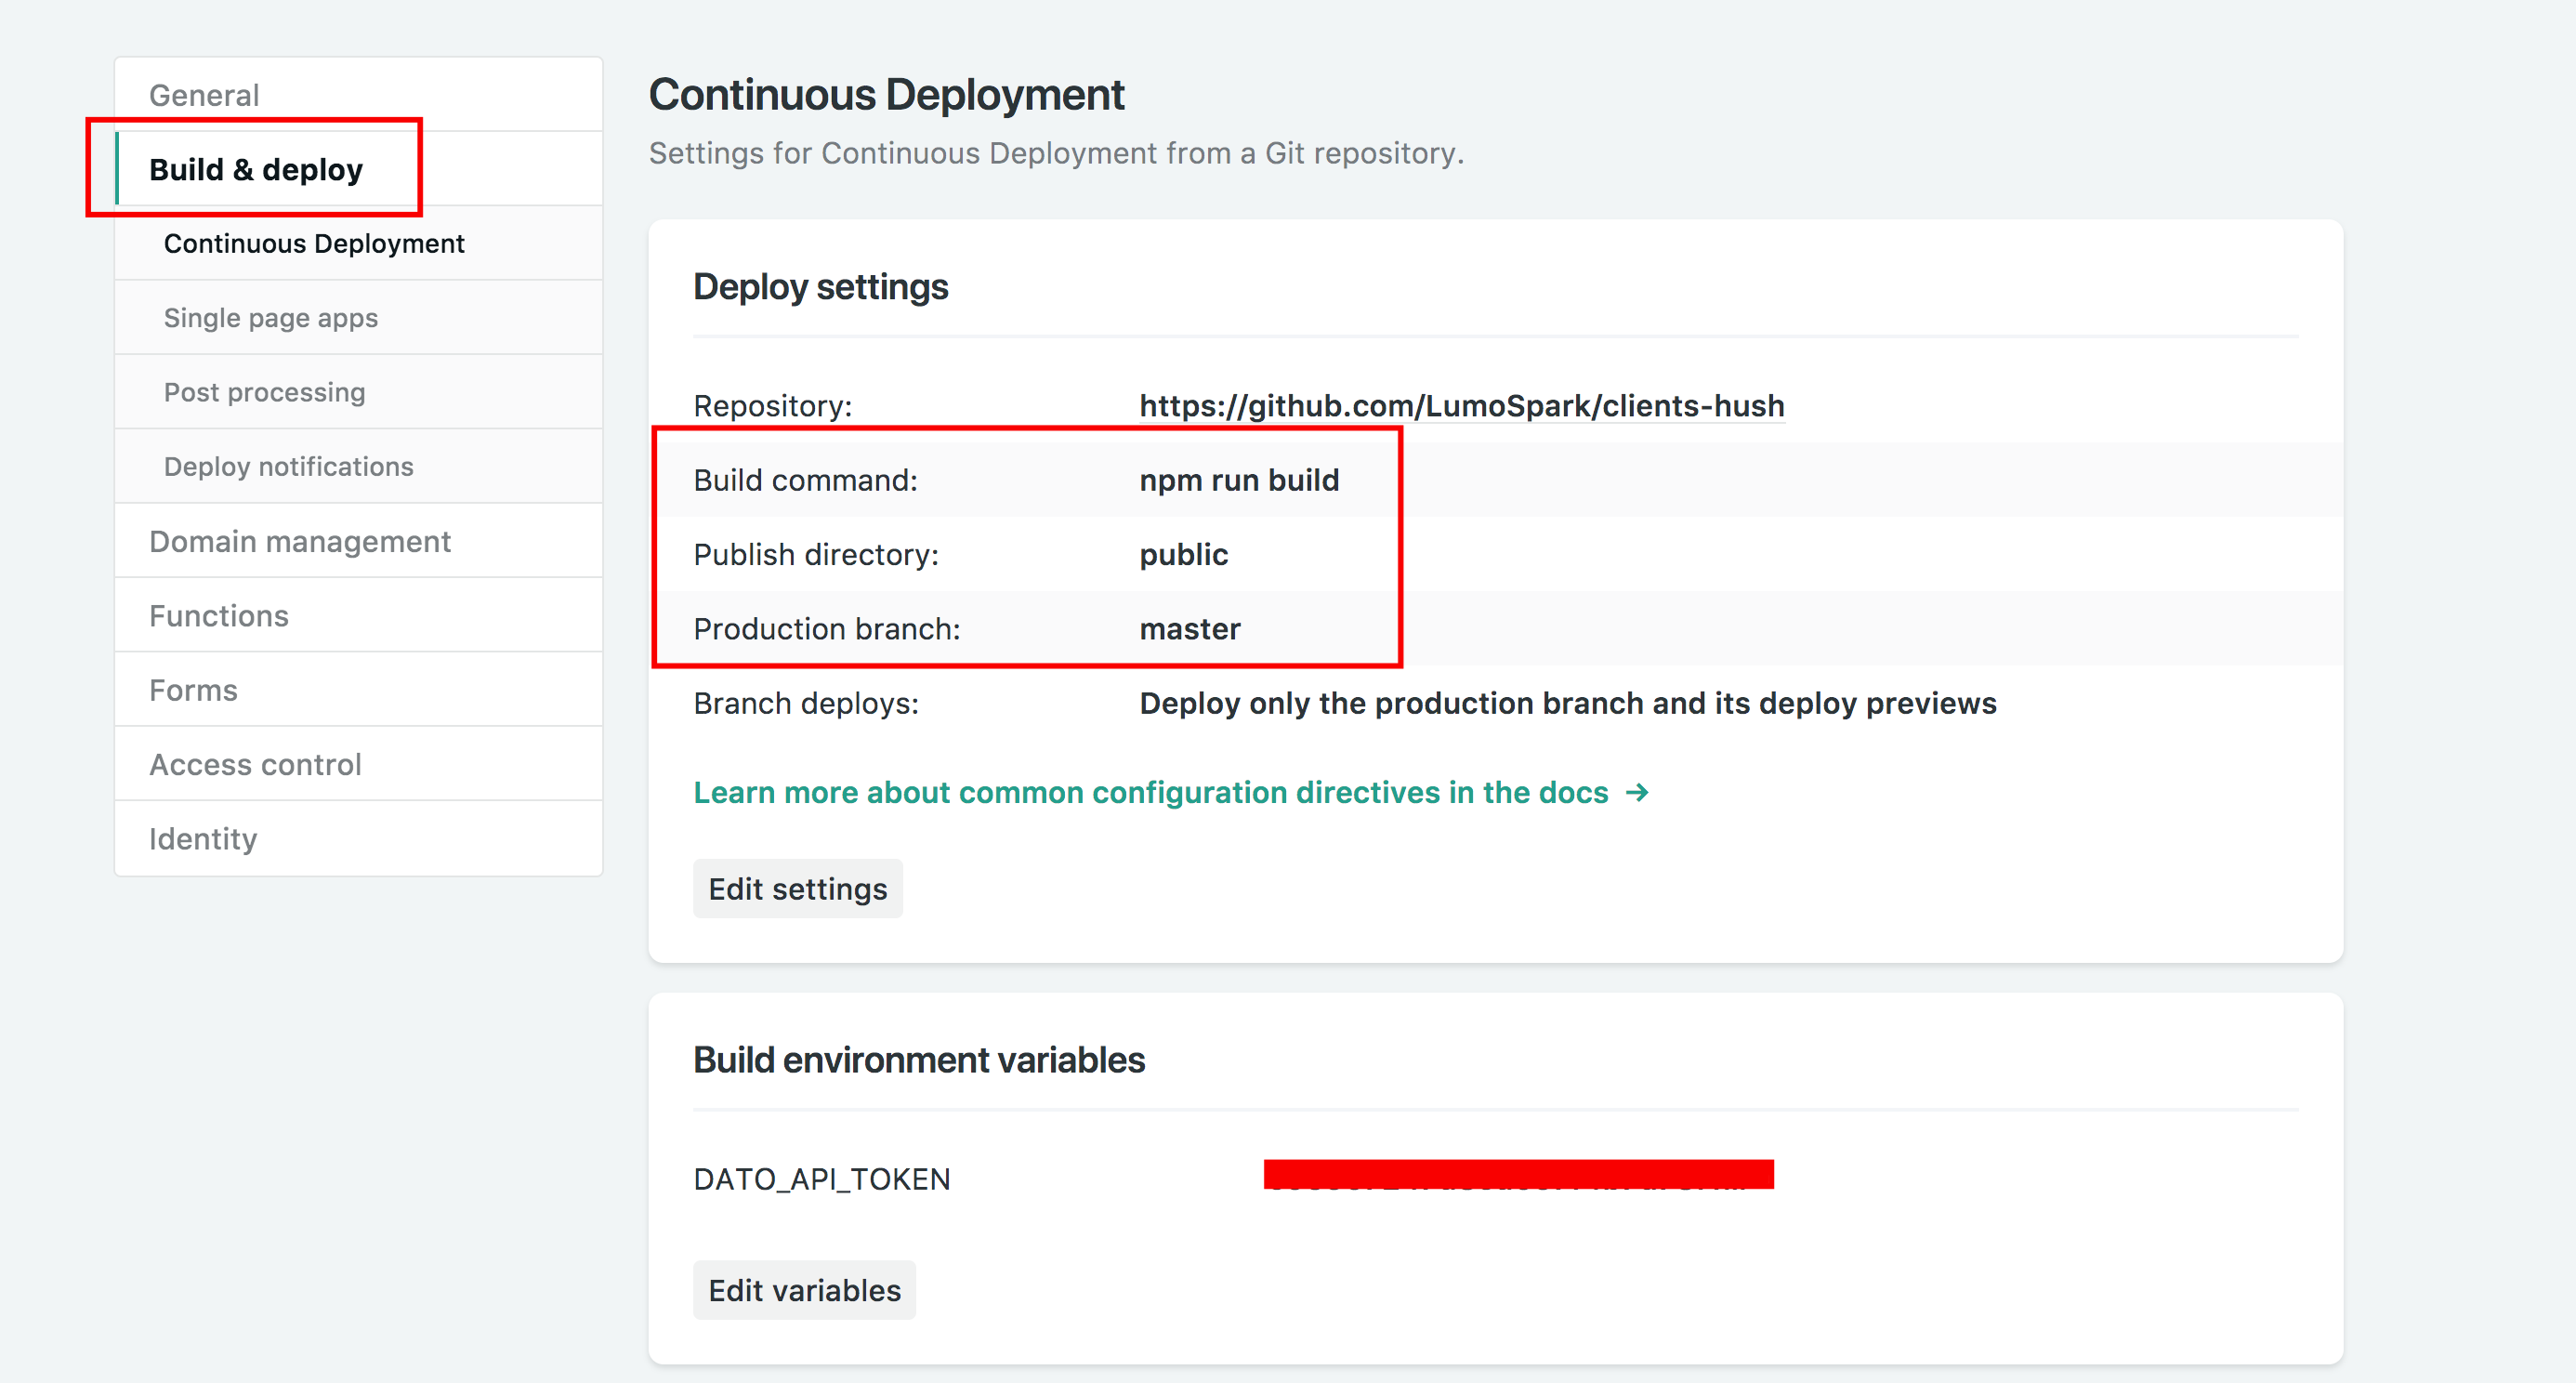 General
Build & deploy
Continuous Deployment
Single page apps
Post processing
Deploy notifications
Domain management
Functions
Forms
Access control
Identity
Continuous Deployment
Settings for Continuous Deployment from a Git repository.
Deploy settings
Repository: https://github.com/LumoSpark/clients-hush
Build command: npm run build
Publish directory: public
Production branch: master
Branch deploys: Deploy only the production branch and its deploy previews
Learn more about common configuration directives in the docs →
Edit settings
Build environment variables
DATO_API_TOKEN
Edit variables